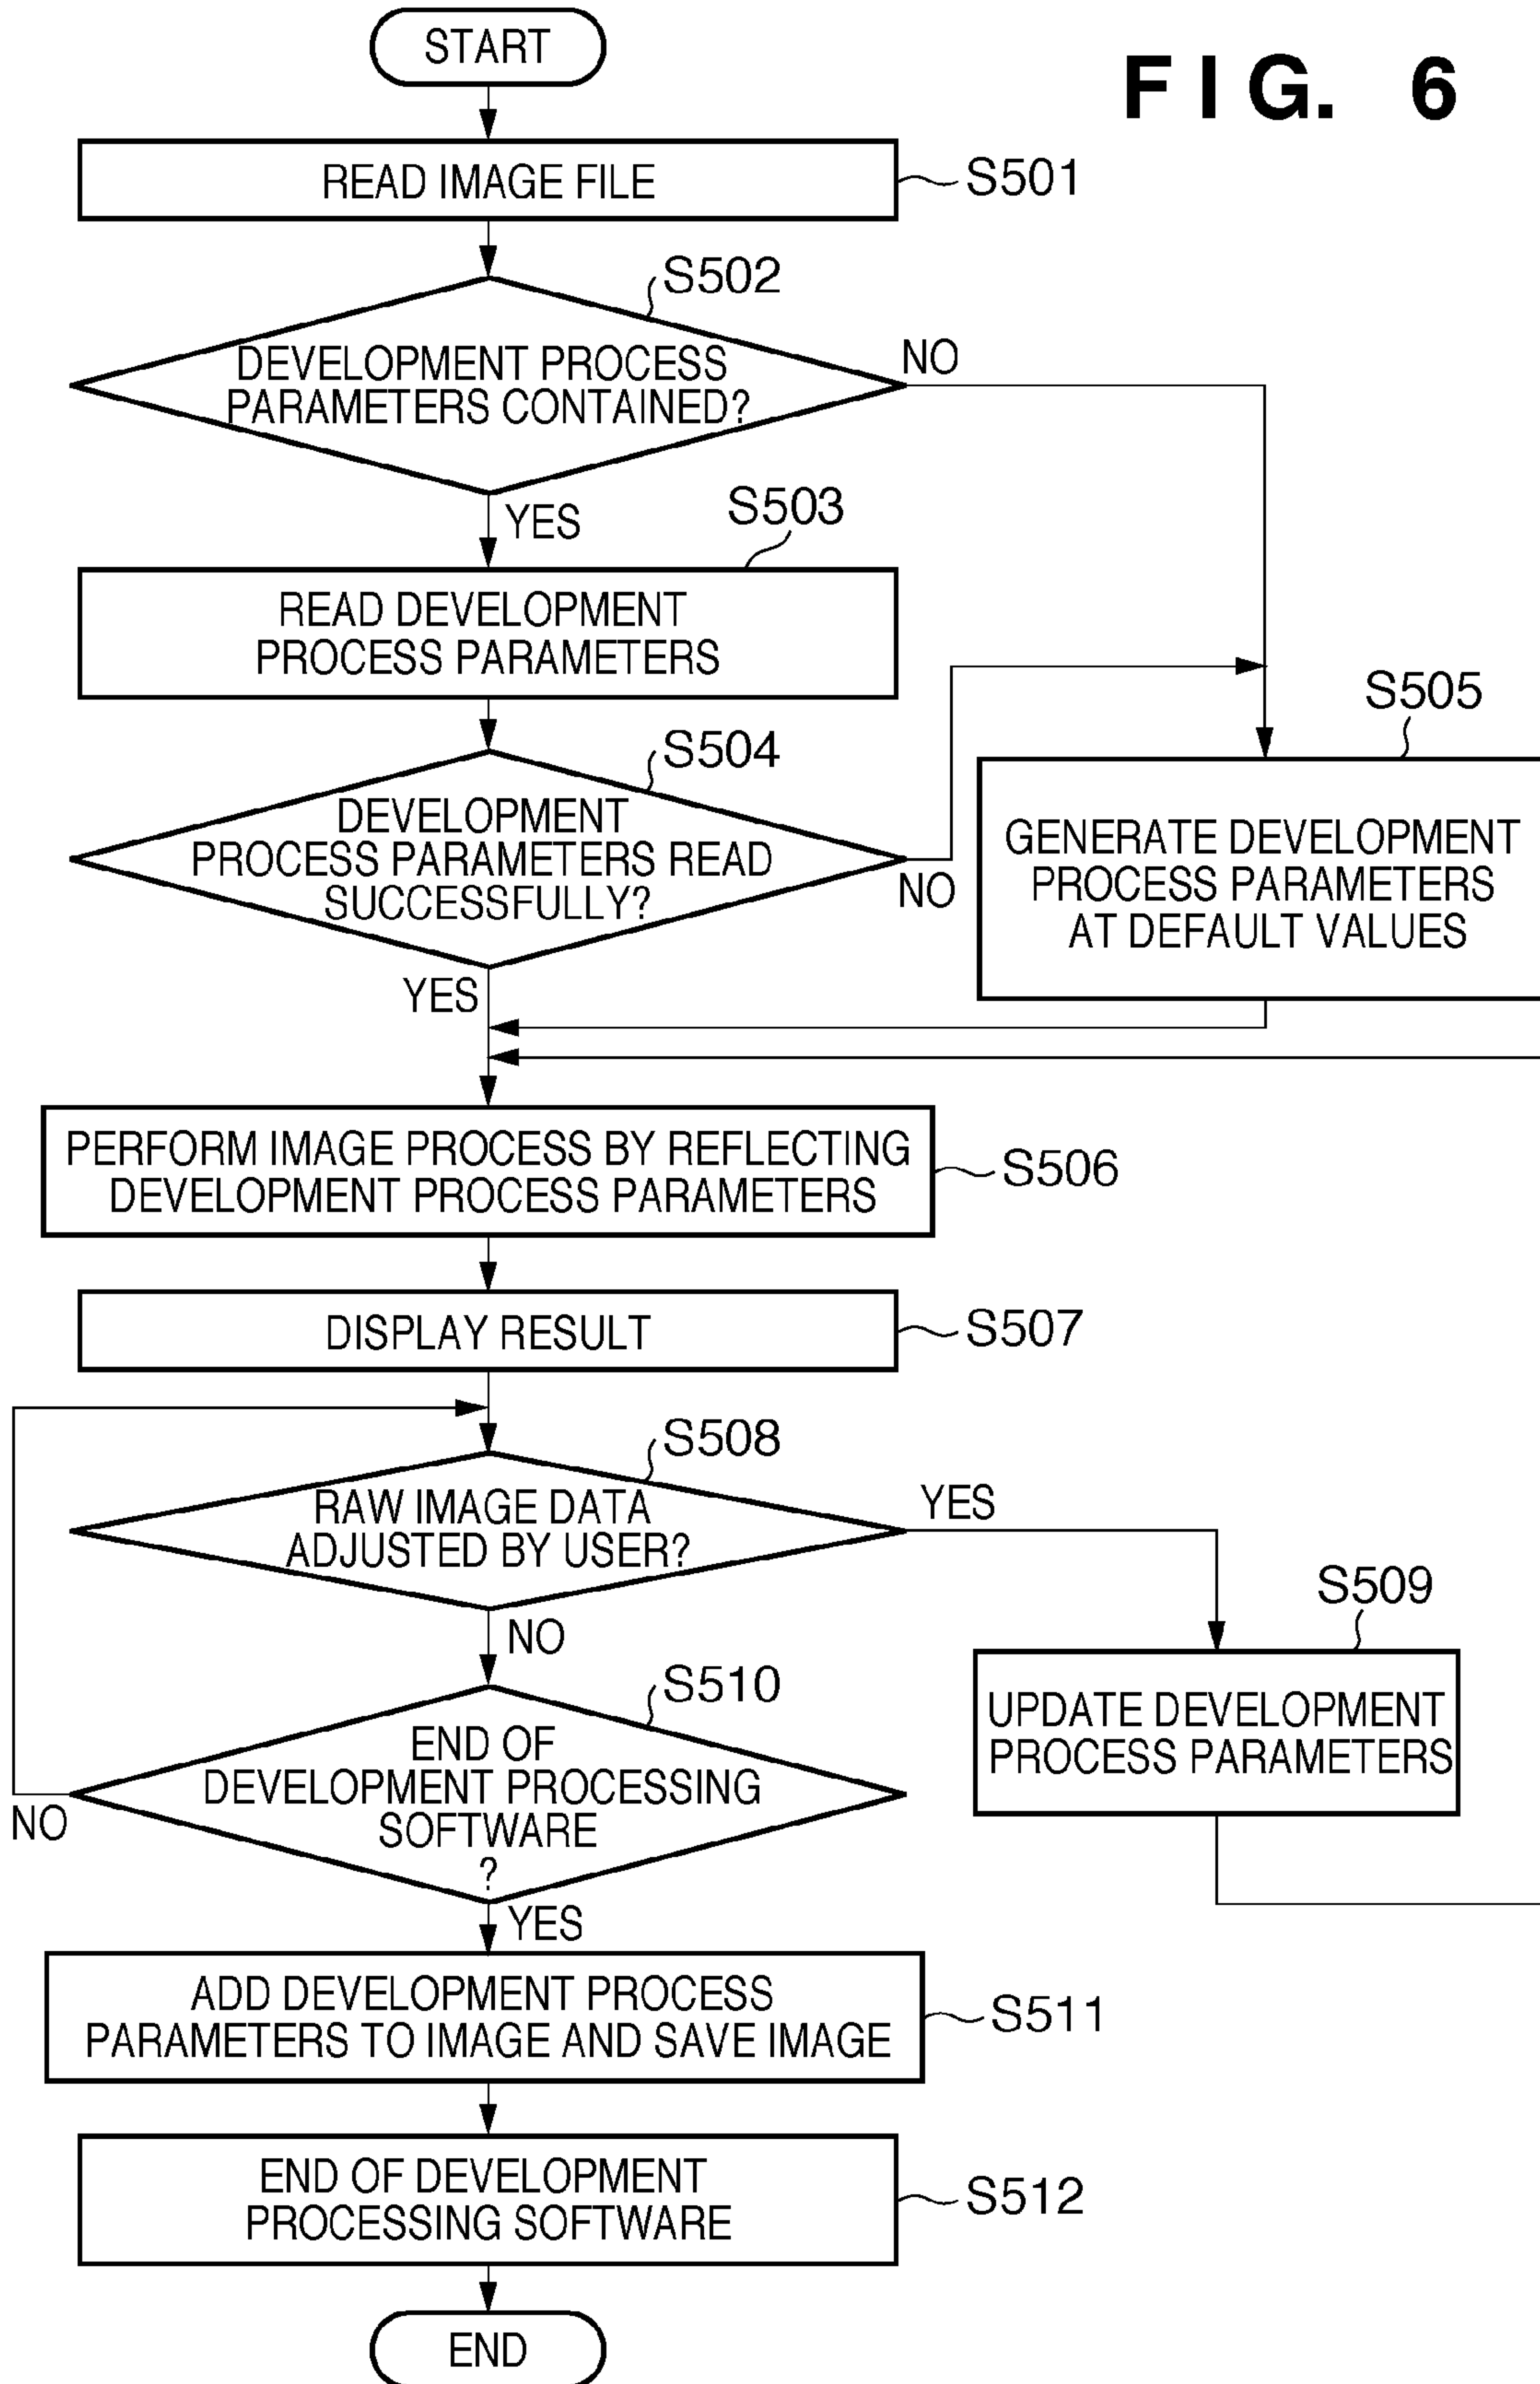 START
FIG. 6
READ IMAGE FILE
S501
S502
DEVELOPMENT PROCESS
PARAMETERS CONTAINED?
NO
YES
S503
READ DEVELOPMENT
PROCESS PARAMETERS
S504
DEVELOPMENT
PROCESS PARAMETERS READ
SUCCESSFULLY?
NO
YES
S505
GENERATE DEVELOPMENT
PROCESS PARAMETERS
AT DEFAULT VALUES
PERFORM IMAGE PROCESS BY REFLECTING
DEVELOPMENT PROCESS PARAMETERS
S506
DISPLAY RESULT
S507
S508
RAW IMAGE DATA
ADJUSTED BY USER?
YES
NO
S509
UPDATE DEVELOPMENT
PROCESS PARAMETERS
S510
END OF
DEVELOPMENT PROCESSING
SOFTWARE
?
NO
YES
ADD DEVELOPMENT PROCESS
PARAMETERS TO IMAGE AND SAVE IMAGE
S511
END OF DEVELOPMENT
PROCESSING SOFTWARE
S512
END